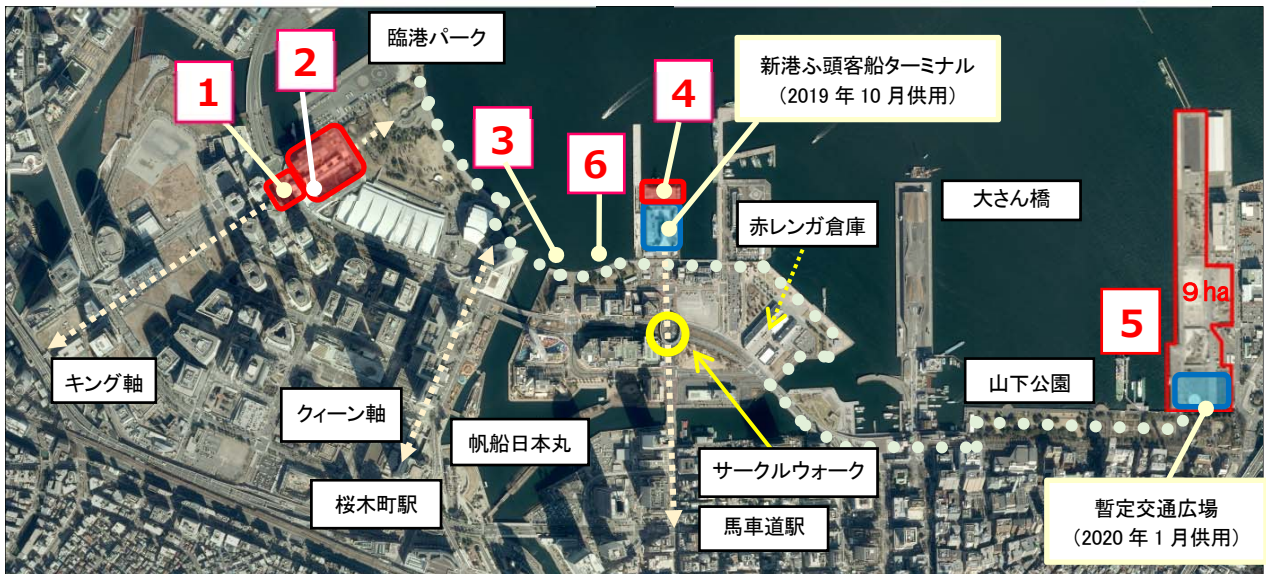 臨港パーク
1
2
3
6
4
新港ふ頭客船ターミナル
(2019 年 10 月供用)
赤レンガ倉庫
大さん橋
9ha
5
キング軸
クィーン軸
帆船日本丸
山下公園
サークルウォーク
桜木町駅
馬車道駅
暫定交通広場
(2020 年 1 月供用)